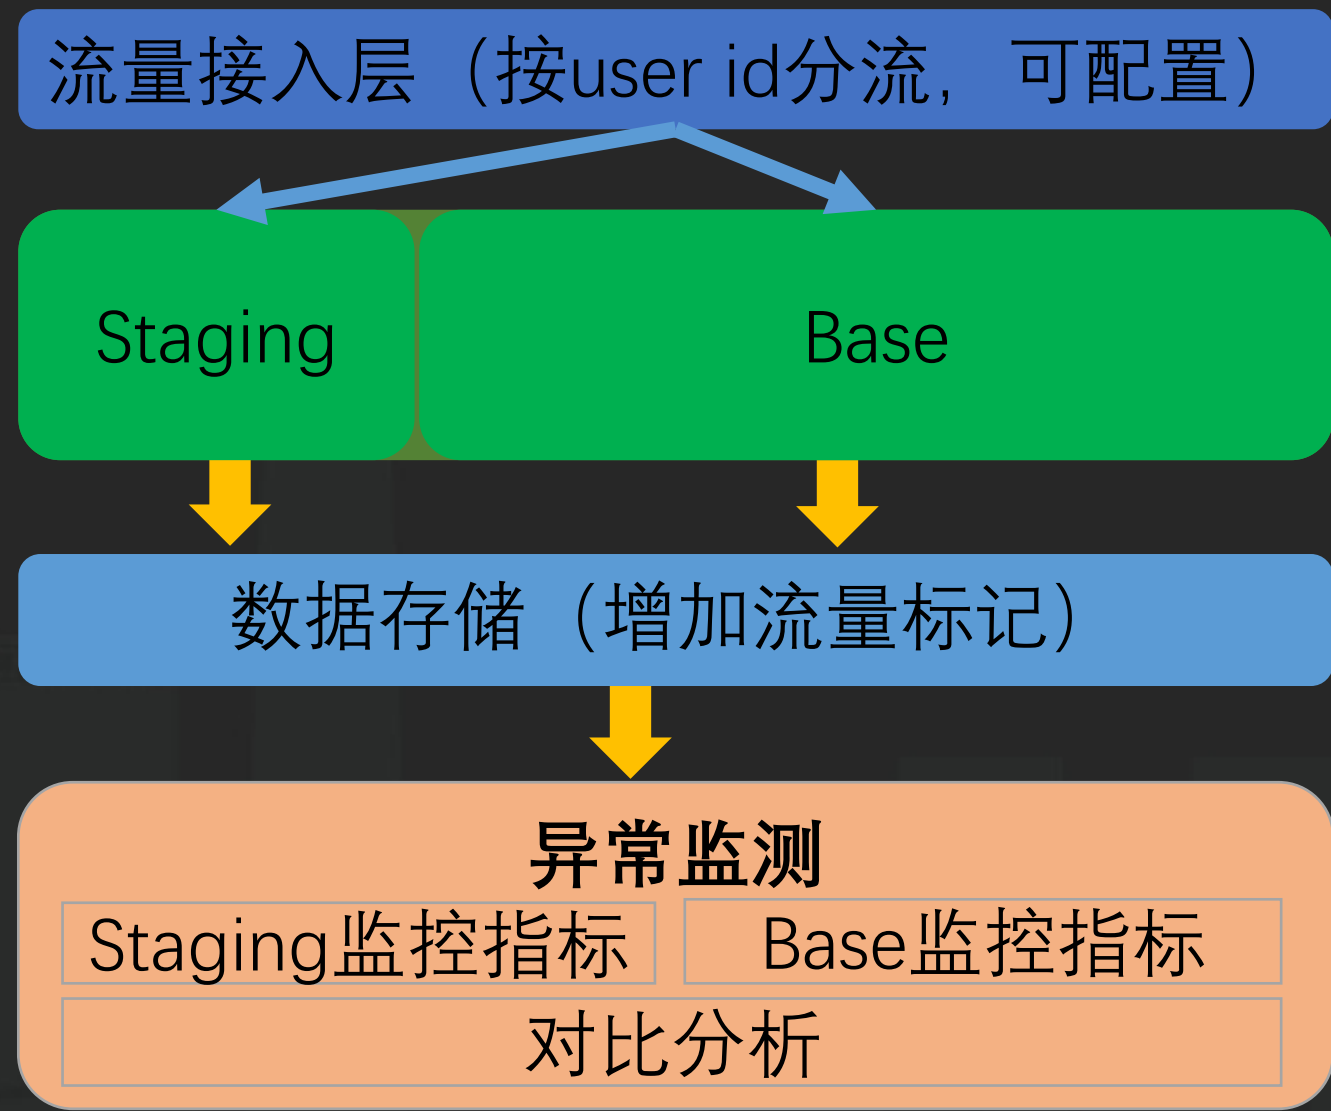 流量接入层（按user id分流， 可配置）
Staging
Base
数据存储（增加流量标记）
异常监测
Staging监控指标
Base监控指标
对比分析